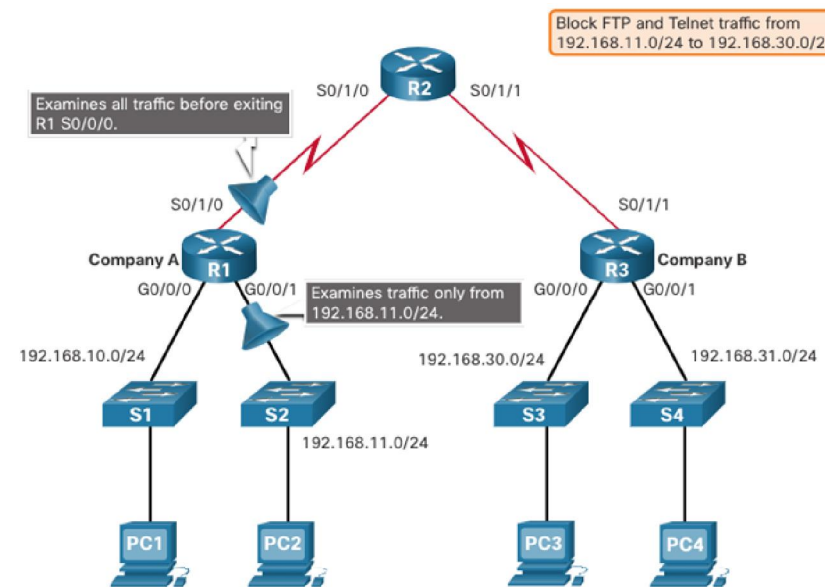 Block FTP and Telnet traffic from
192.168.11.0/24 to 192.168.30.0/2
R2
S0/1/0
S0/1/1
Examines all traffic before exiting
R1 S0/0/0.
S0/1/0
S0/1/1
Company A
R1
R3
Company B
G0/0/0
G0/0/1
G0/0/0
G0/0/1
Examines traffic only from
192.168.11.0/24.
192.168.10.0/24
192.168.30.0/24
192.168.31.0/24
S1
S2
S3
S4
192.168.11.0/24
PC1
PC2
PC3
PC4